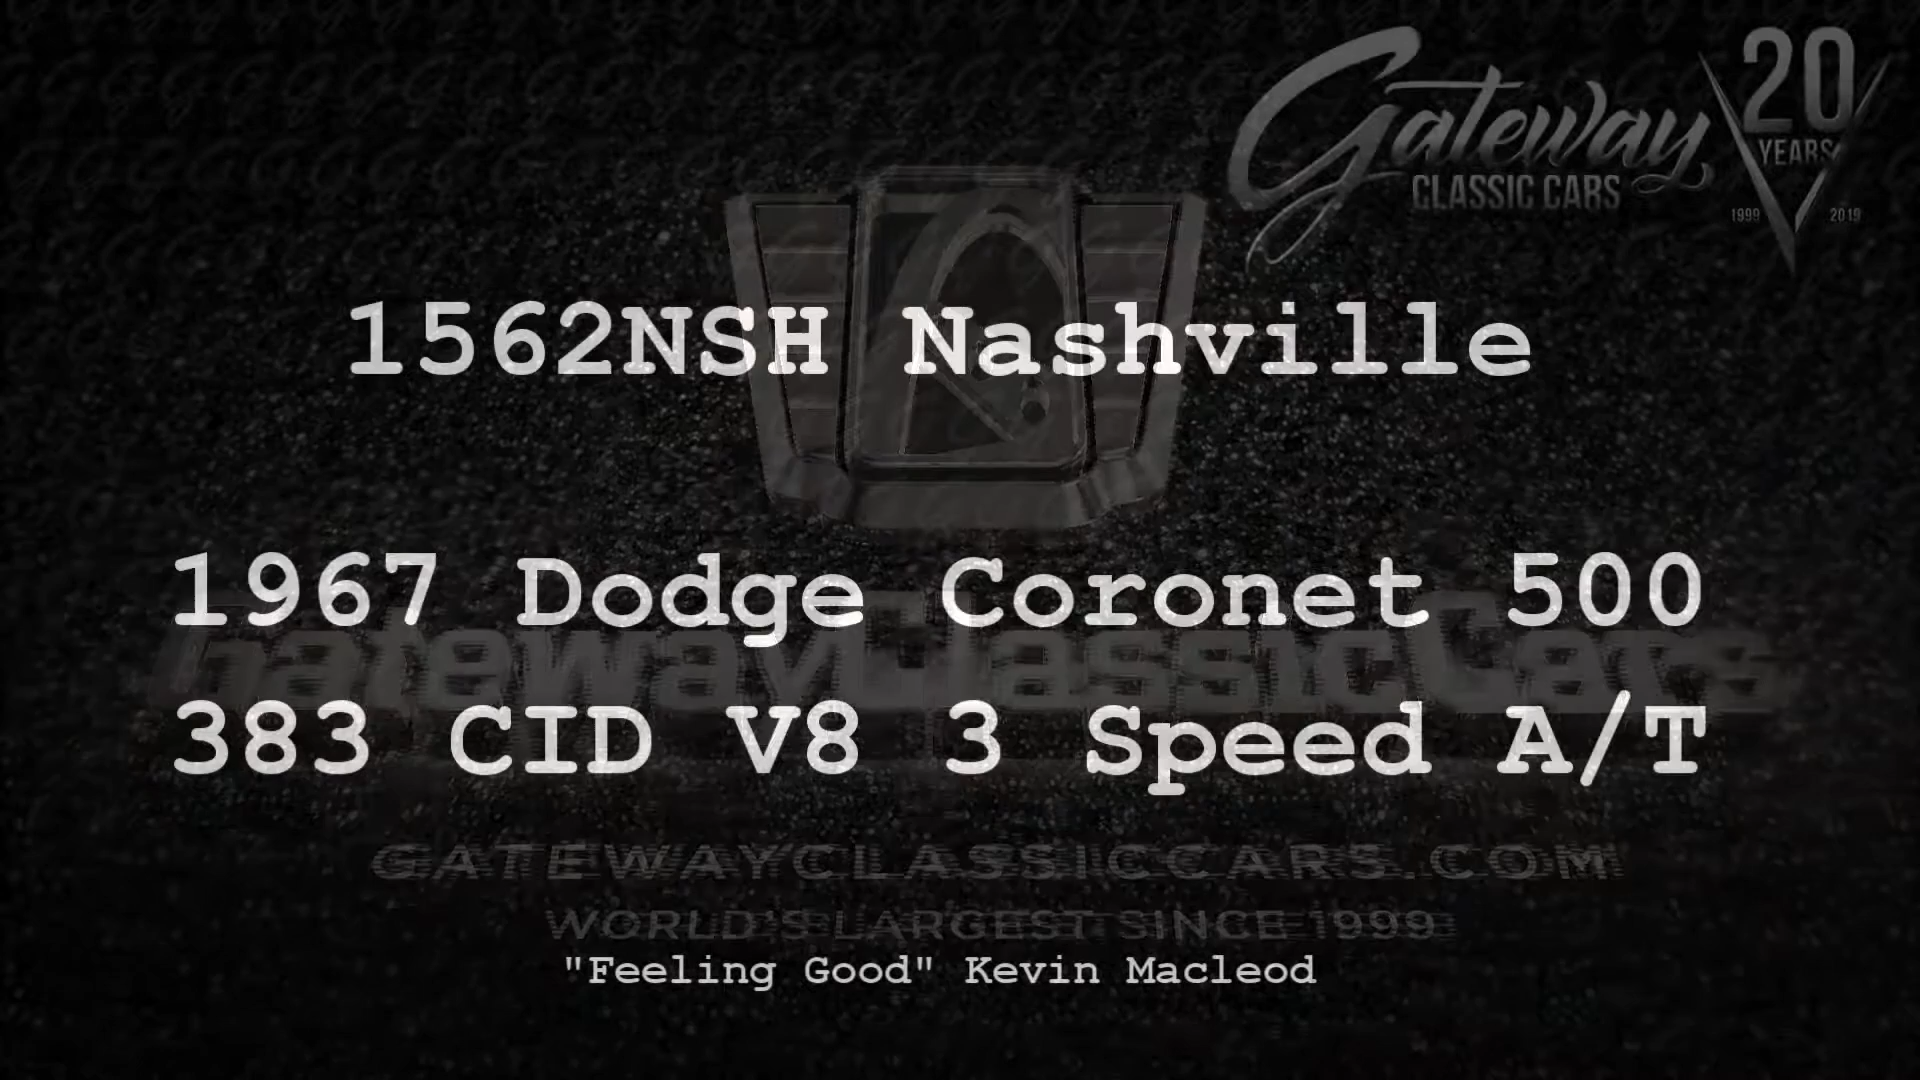 Gateway
CLASSIC CARS
20
YEARS
1999 2019
1562NSH Nashville
1967 Dodge Coronet 500
GatewayClassicCars
383 CID V8 3 Speed A/T
GATEWAYCLASSICCARS.COM
WORLD'S LARGEST SINCE 1999
"Feeling Good" Kevin Macleod